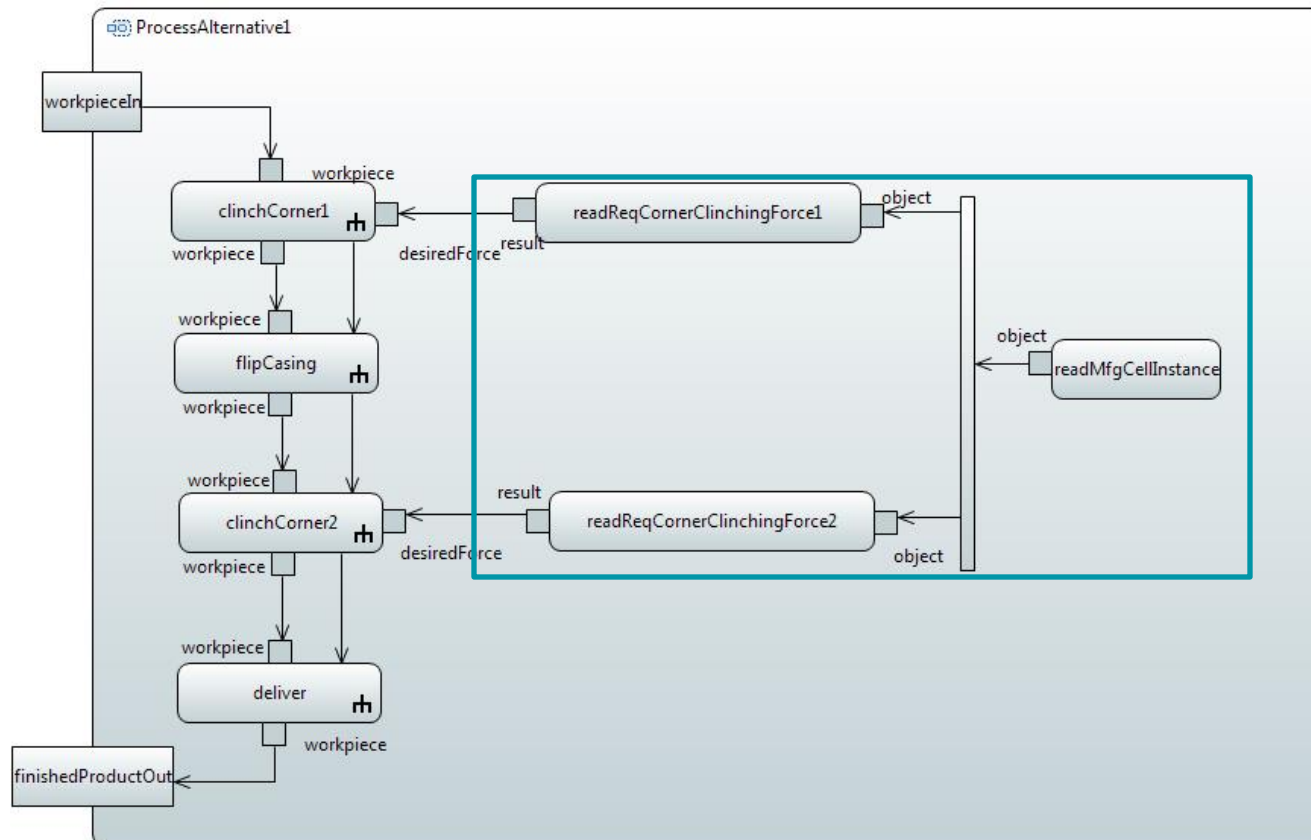 ProcessAlternative1
workpieceIn
workpiece
clinchCorner1
readReqCornerClinchingForce1
object
result
workpiece
desiredForce
workpiece
flipCasing
object
readMfgCellInstance
workpiece
workpiece
result
clinchCorner2
readReqCornerClinchingForce2
desiredForce
object
workpiece
workpiece
deliver
workpiece
finishedProductOut